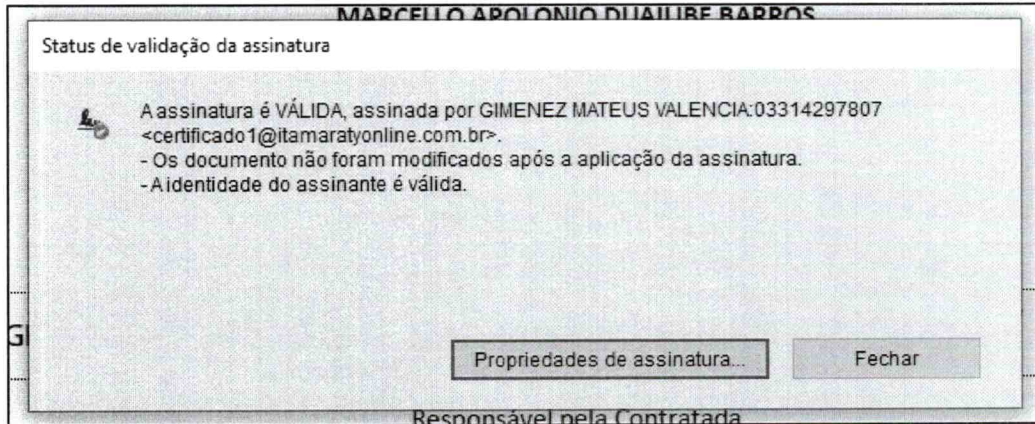 MARCELLO APOLONIO DUAILIBE BARROS
Status de validação da assinatura
A assinatura é VÁLIDA, assinada por GIMENEZ MATEUS VALENCIA:03314297807
<certificado1@itamaratyonline.com.br>.
- Os documento não foram modificados após a aplicação da assinatura.
- A identidade do assinante é válida.
GI
Propriedades de assinatura...
Fechar
Responsável pela Contratada